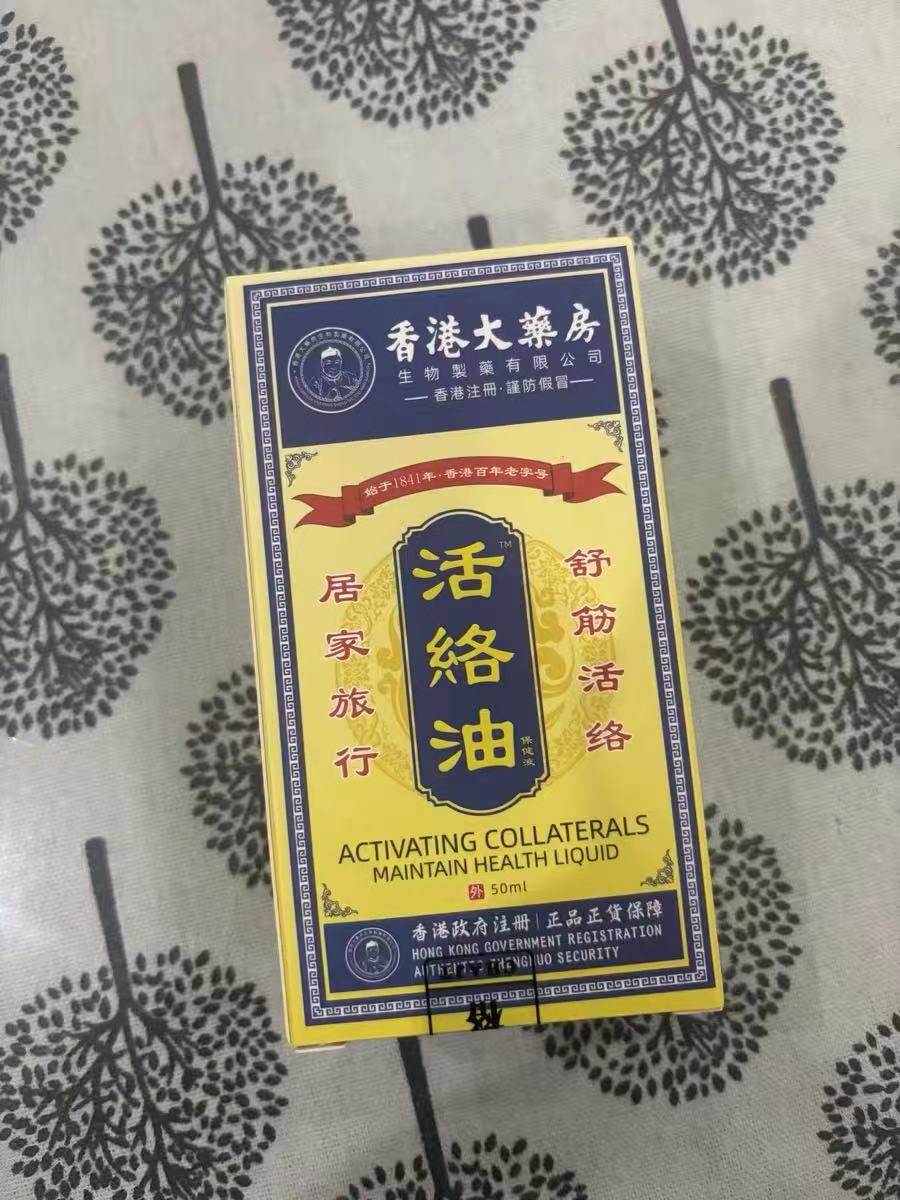 香港大藥房
生物製藥有限公司
香港注冊·謹防假冒
始于1841年·香港百年老字号
活絡油
TM
保健液
舒筋活络
居家旅行
ACTIVATING COLLATERALS
MAINTAIN HEALTH LIQUID
外 50ml
香港政府注册|正品正货保障
HONG KONG GOVERNMENT REGISTRATION
SECURITY